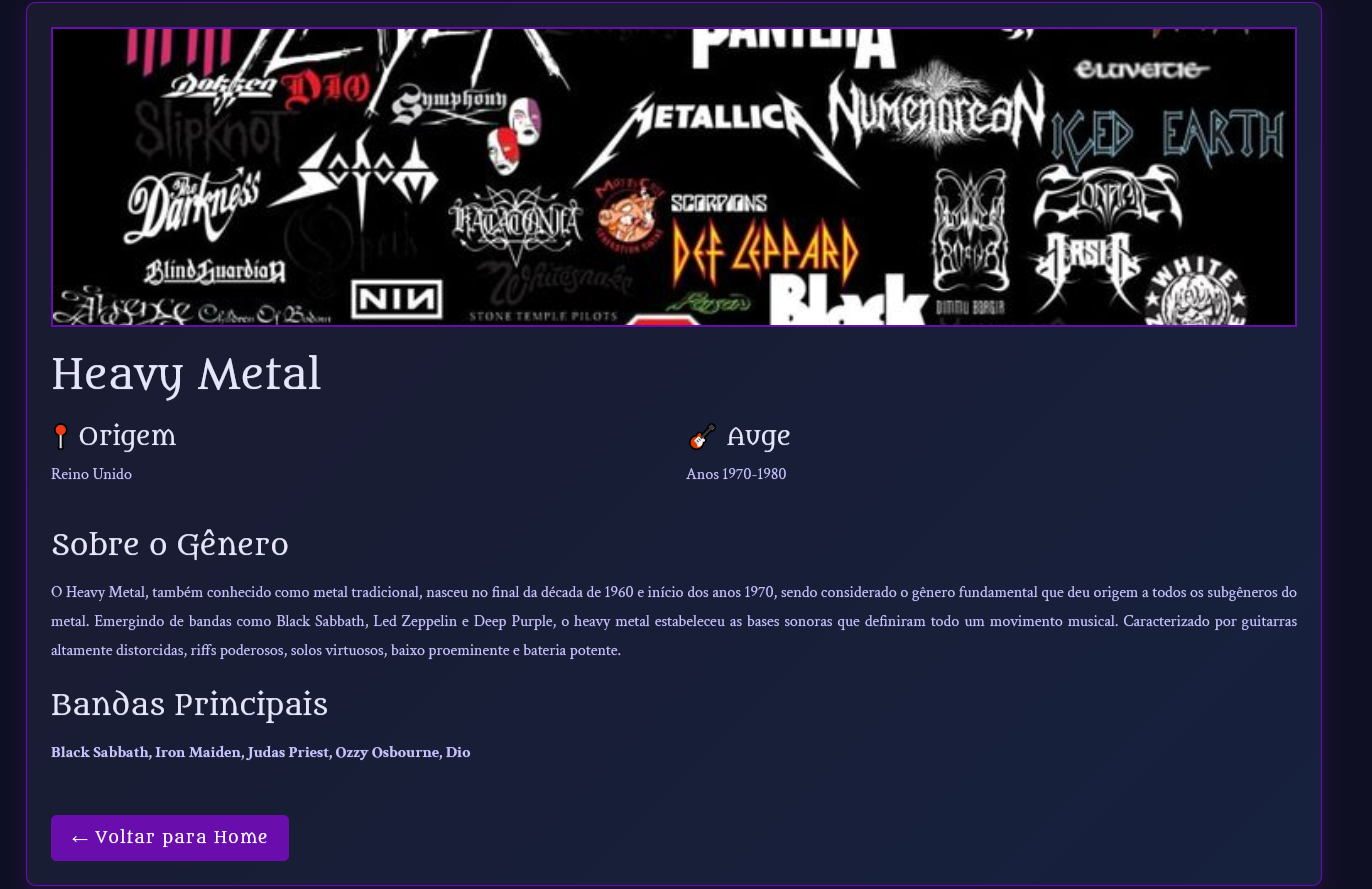 PANTERA
Dokken DIO
Symphony
METALLICA
NUMENOREAN
ELUVEITIE
Slipknot
SODOM
ICED EARTH
The Darkness
KATATONIA
MOTLEY CRUE
SCORPIONS
Opeth
DEF LEPPARD
DIMMU BORGIR
ARSIS
Blind Guardian
Whitesnake
WHITE
Absence
Children Of Bodom
NIN
STONE TEMPLE PILOTS
Poison
Black
Heavy Metal
Origem
Auge
Reino Unido
Anos 1970-1980
Sobre o Gênero
O Heavy Metal, também conhecido como metal tradicional, nasceu no final da década de 1960 e início dos anos 1970, sendo considerado o gênero fundamental que deu origem a todos os subgêneros do
metal. Emergindo de bandas como Black Sabbath, Led Zeppelin e Deep Purple, o heavy metal estabeleceu as bases sonoras que definiram todo um movimento musical. Caracterizado por guitarras
altamente distorcidas, riffs poderosos, solos virtuosos, baixo proeminente e bateria potente.
Bandas Principais
Black Sabbath, Iron Maiden, Judas Priest, Ozzy Osbourne, Dio
← Voltar para Home